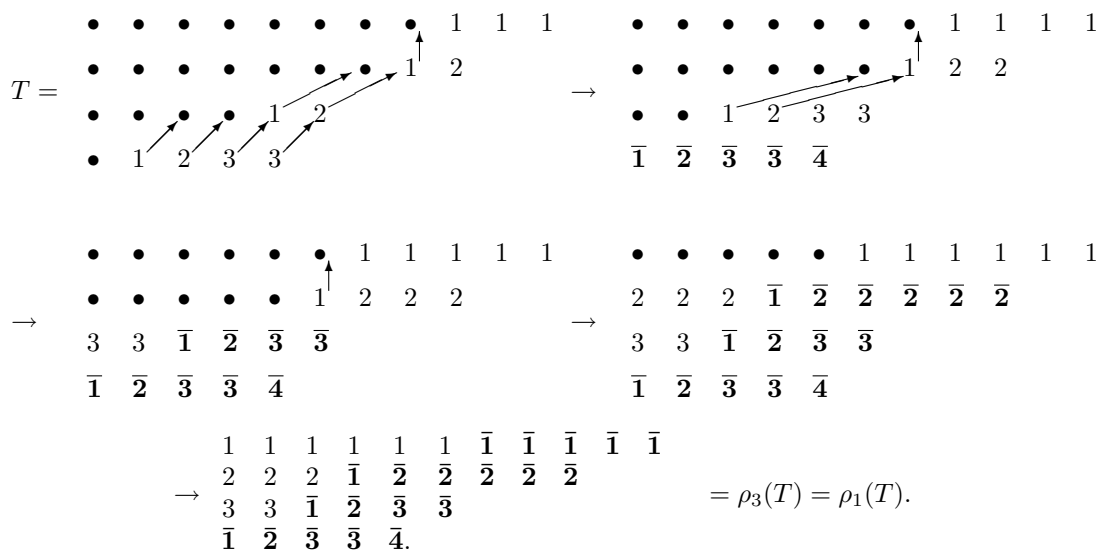 • • • • • • • • 1 1 1 • • • • • • • 1 1 1 1
• • • • • • • 1 2 • • • • • • 1 2 2
T = →
• • • • 1 2 • • 1 2 3 3
• 1 2 3 3 1̅ 2̅ 3̅ 3̅ 4̅
• • • • • • 1 1 1 1 1 • • • • • 1 1 1 1 1 1
• • • • • 1 2 2 2 2 2 2 1̅ 2̅ 2̅ 2̅ 2̅ 2̅
→ →
3 3 1̅ 2̅ 3̅ 3̅ 3 3 1̅ 2̅ 3̅ 3̅
1̅ 2̅ 3̅ 3̅ 4̅ 1̅ 2̅ 3̅ 3̅ 4̅
1 1 1 1 1 1 1̅ 1̅ 1̅ 1̅ 1̅
2 2 2 1̅ 2̅ 2̅ 2̅ 2̅ 2̅
→ = ρ₃(T) = ρ₁(T).
3 3 1̅ 2̅ 3̅ 3̅
1̅ 2̅ 3̅ 3̅ 4̅.